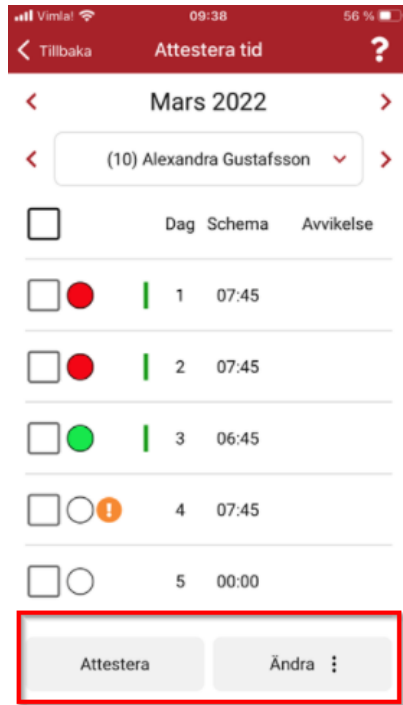 Vimla! 09:38 56 %
Tillbaka Attestera tid ?
Mars 2022
(10) Alexandra Gustafsson
Dag Schema Avvikelse
1 07:45
2 07:45
3 06:45
! 4 07:45
5 00:00
Attestera Ändra